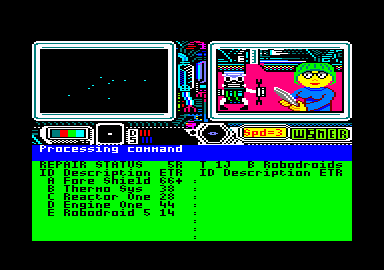 Spd=3
Processing command
REPAIR STATUS SR T 1J B Robodroids
ID Description ETR ID Description ETR
A Fore Shield 66+ :
B Thermo Sys 38 :
C Reactor One 28 :
D Engine One 44 :
E Robodroid 5 14 :